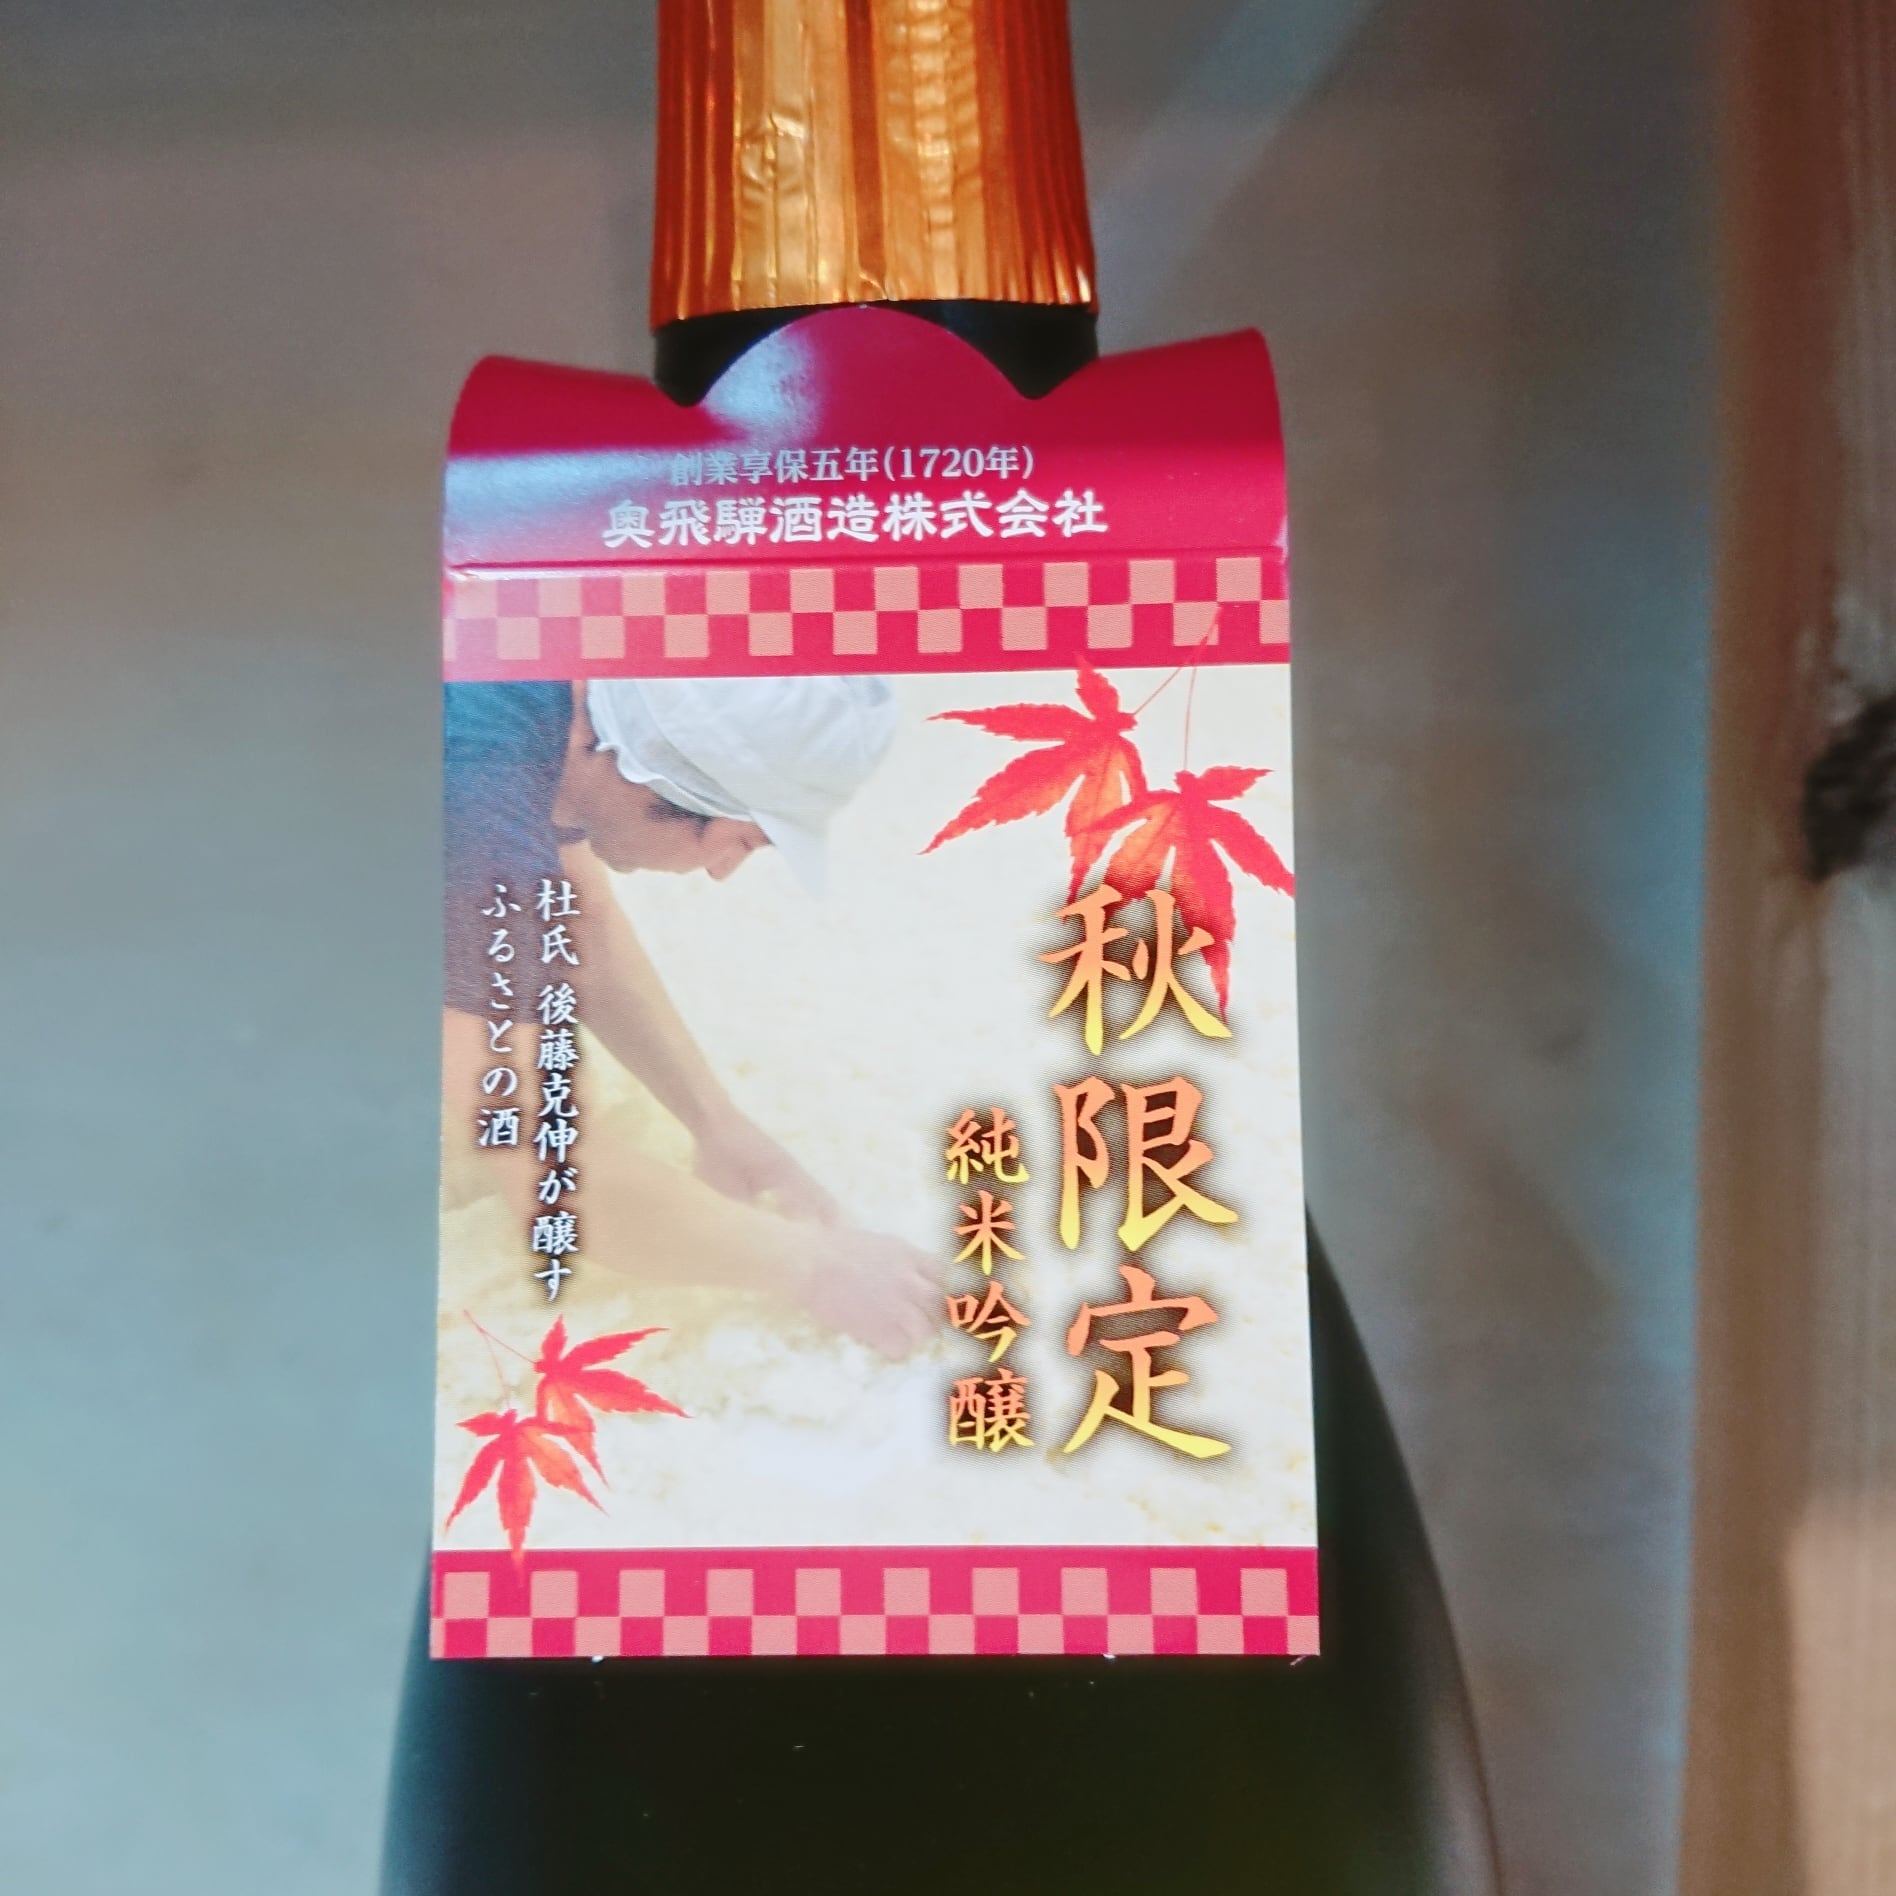 創業享保五年(1720年)
奥飛騨酒造株式会社
秋限定
純米吟醸
杜氏 後藤克伸が醸す
ふるさとの酒